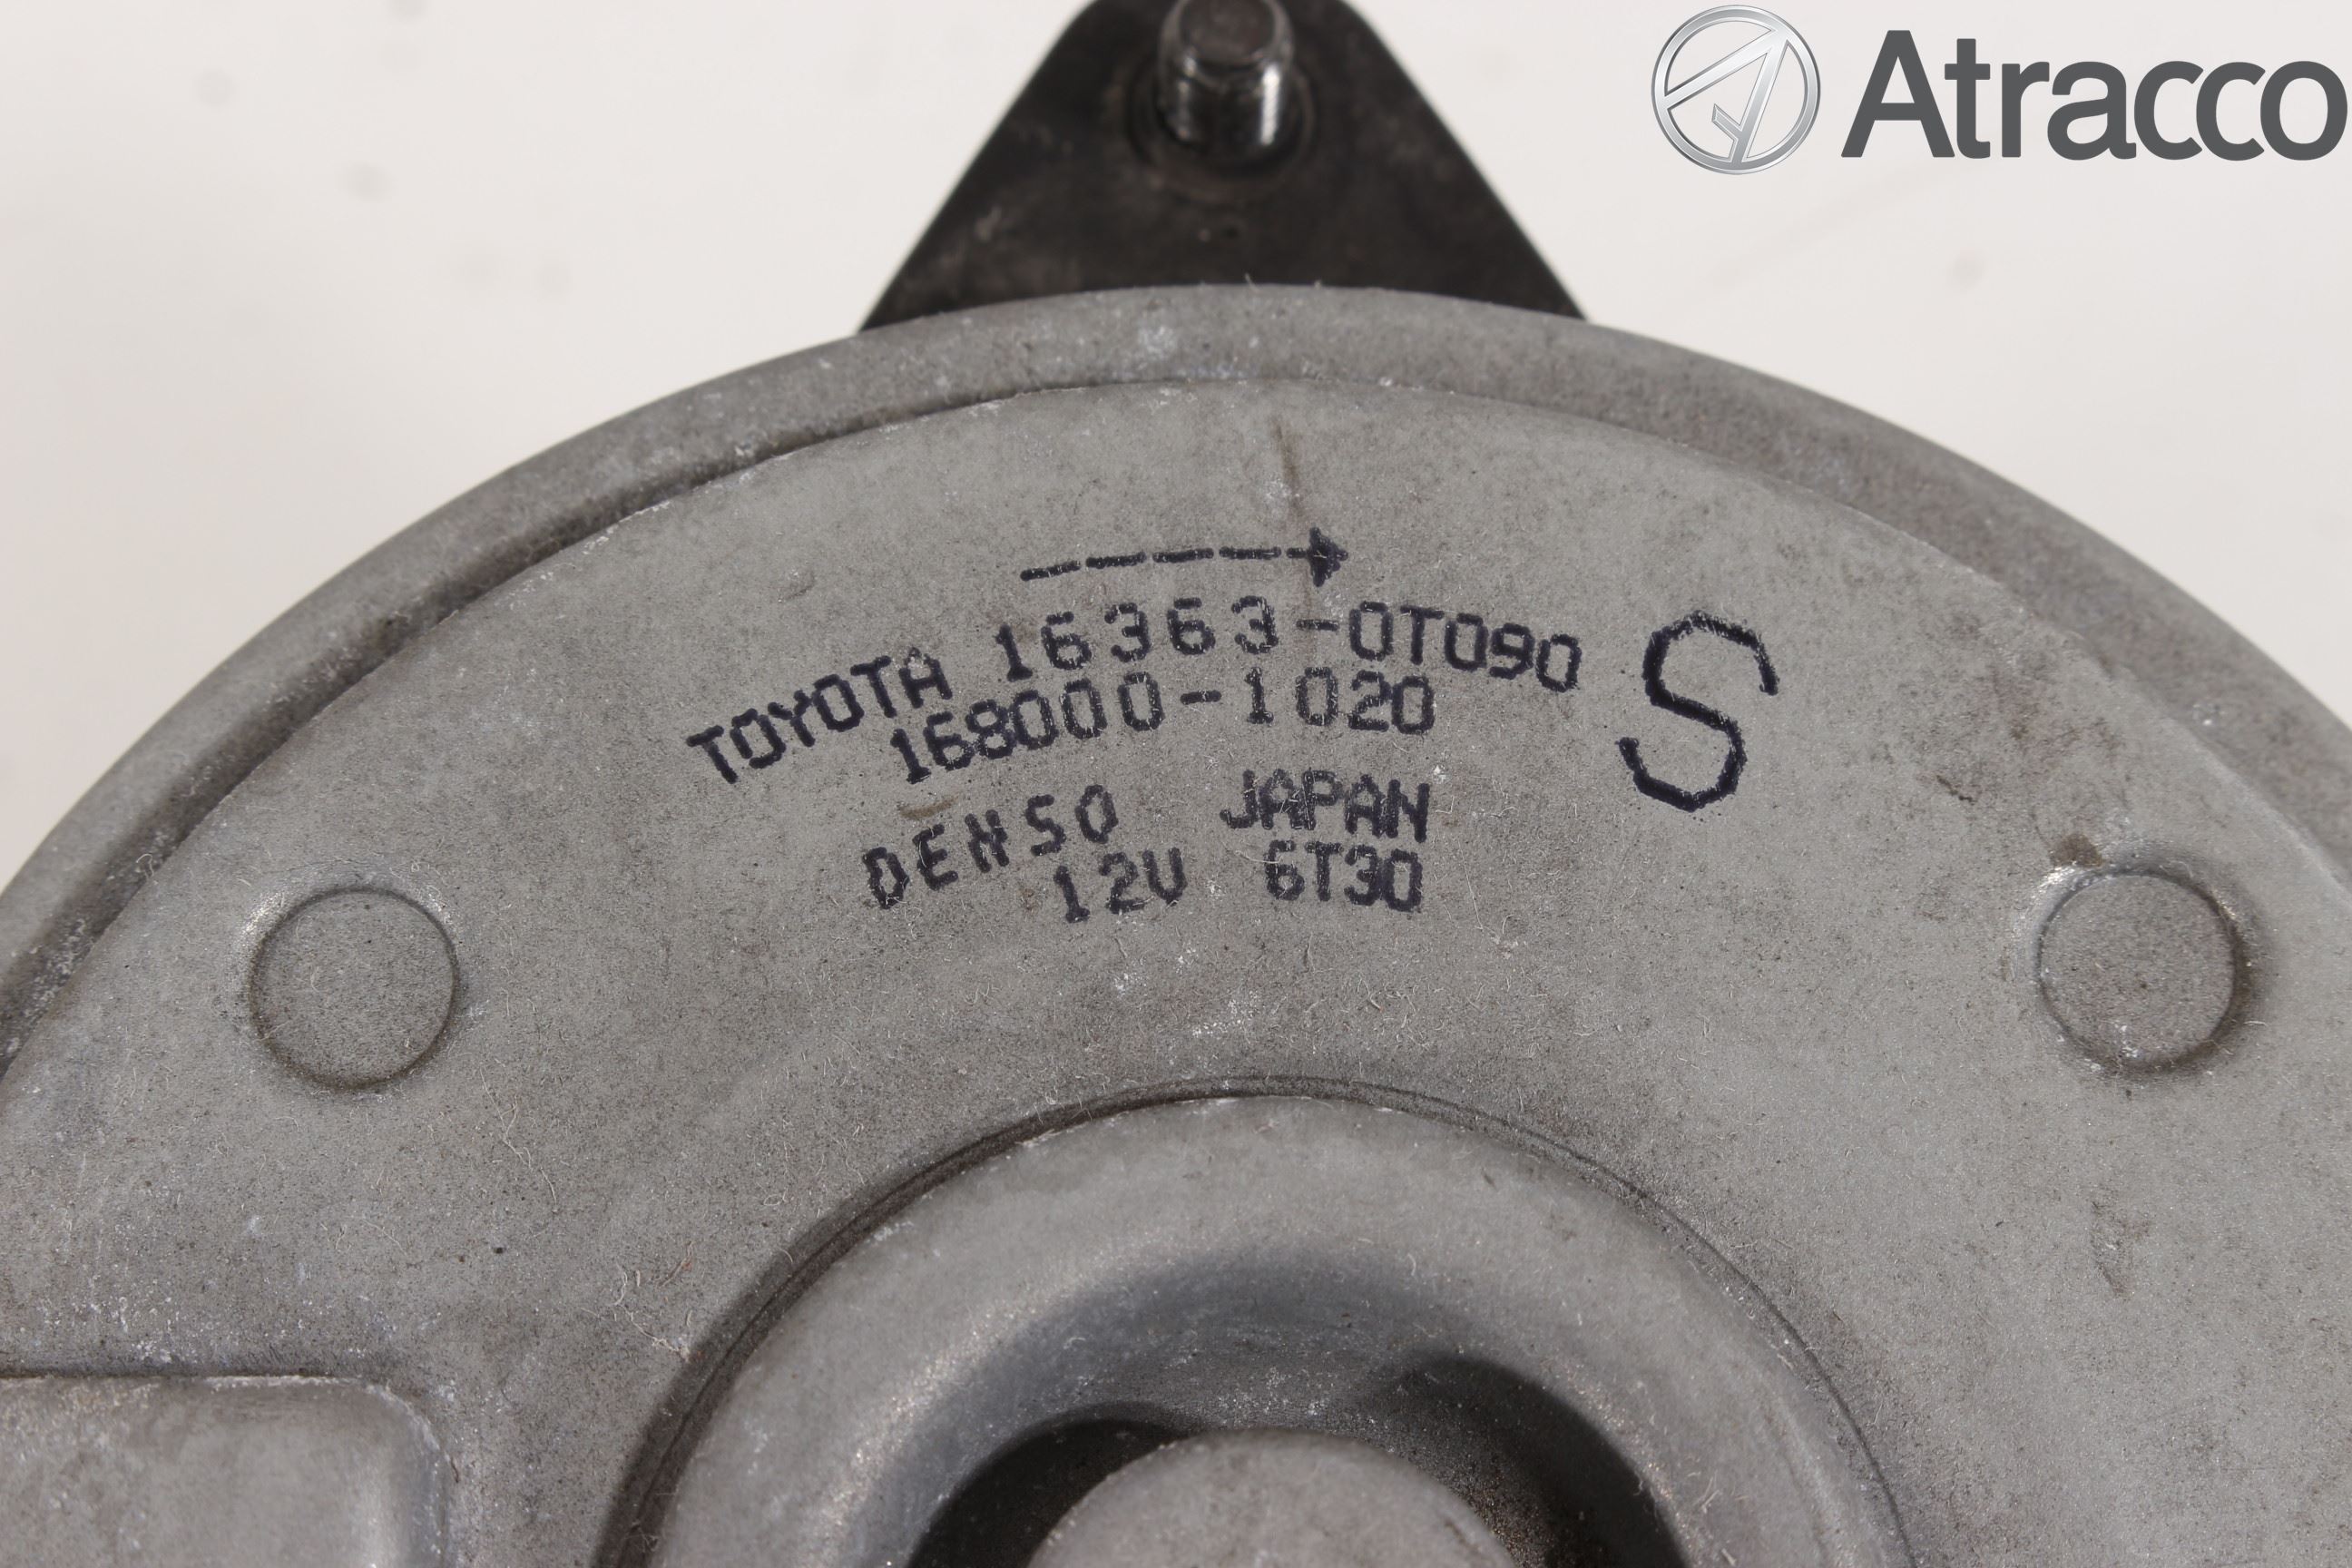 Atracco
TOYOTA 16363-0T090
S
168000-1020
DENSO JAPAN
12V 6T30